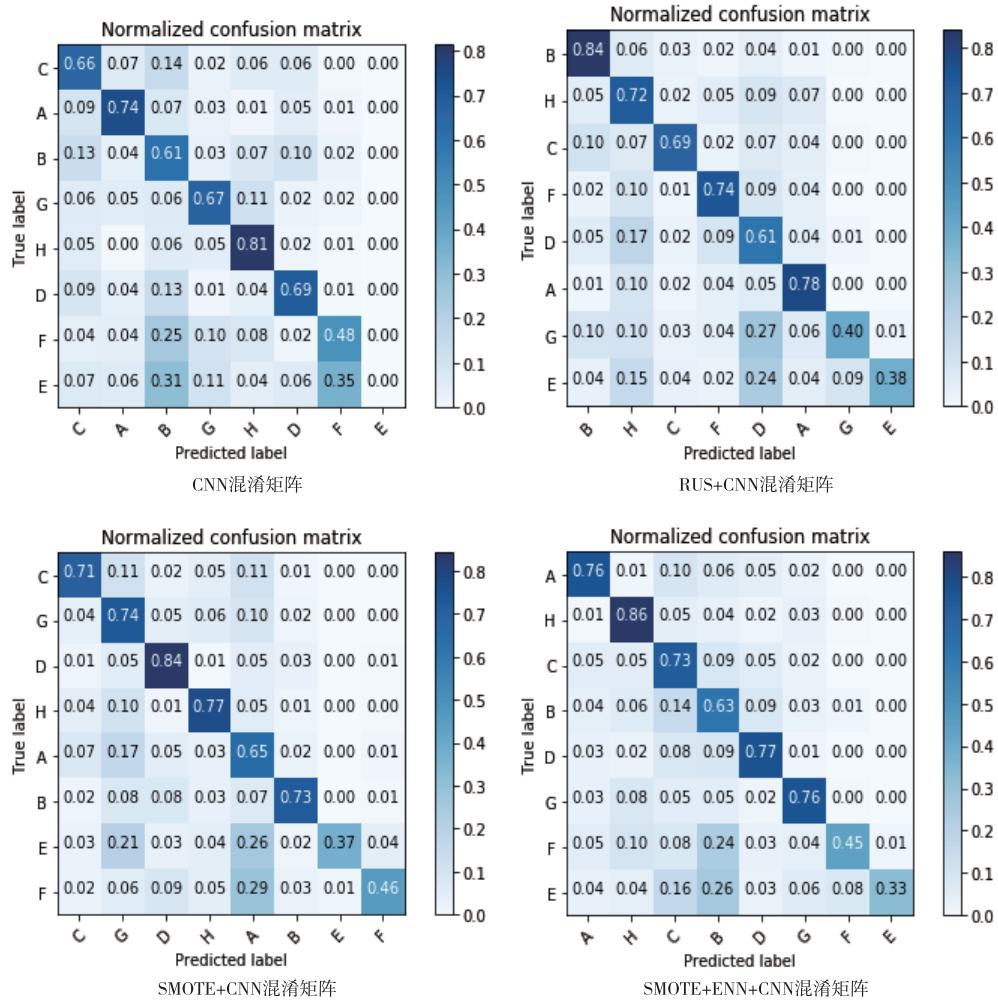 Normalized confusion matrix
C 0.66 0.07 0.14 0.02 0.06 0.06 0.00 0.00
A 0.09 0.74 0.07 0.03 0.01 0.05 0.01 0.00
B 0.13 0.04 0.61 0.03 0.07 0.10 0.02 0.00
G 0.06 0.05 0.06 0.67 0.11 0.02 0.02 0.00
H 0.05 0.00 0.06 0.05 0.81 0.02 0.01 0.00
D 0.09 0.04 0.13 0.01 0.04 0.69 0.01 0.00
F 0.04 0.04 0.25 0.10 0.08 0.02 0.48 0.00
E 0.07 0.06 0.31 0.11 0.04 0.06 0.35 0.00
C A B G H D F E
True label
Predicted label
0.8
0.7
0.6
0.5
0.4
0.3
0.2
0.1
0.0
CNN混淆矩阵
Normalized confusion matrix
B 0.84 0.06 0.03 0.02 0.04 0.01 0.00 0.00
H 0.05 0.72 0.02 0.05 0.09 0.07 0.00 0.00
C 0.10 0.07 0.69 0.02 0.07 0.04 0.00 0.00
F 0.02 0.10 0.01 0.74 0.09 0.04 0.00 0.00
D 0.05 0.17 0.02 0.09 0.61 0.04 0.01 0.00
A 0.01 0.10 0.02 0.04 0.05 0.78 0.00 0.00
G 0.10 0.10 0.03 0.04 0.27 0.06 0.40 0.01
E 0.04 0.15 0.04 0.02 0.24 0.04 0.09 0.38
B H C F D A G E
True label
Predicted label
0.8
0.7
0.6
0.5
0.4
0.3
0.2
0.1
0.0
RUS+CNN混淆矩阵
Normalized confusion matrix
C 0.71 0.11 0.02 0.05 0.11 0.01 0.00 0.00
G 0.04 0.74 0.05 0.06 0.10 0.02 0.00 0.00
D 0.01 0.05 0.84 0.01 0.05 0.03 0.00 0.01
H 0.04 0.10 0.01 0.77 0.05 0.01 0.00 0.00
A 0.07 0.17 0.05 0.03 0.65 0.02 0.00 0.01
B 0.02 0.08 0.08 0.03 0.07 0.73 0.00 0.01
E 0.03 0.21 0.03 0.04 0.26 0.02 0.37 0.04
F 0.02 0.06 0.09 0.05 0.29 0.03 0.01 0.46
C G D H A B E F
True label
Predicted label
0.8
0.7
0.6
0.5
0.4
0.3
0.2
0.1
0.0
SMOTE+CNN混淆矩阵
Normalized confusion matrix
A 0.76 0.01 0.10 0.06 0.05 0.02 0.00 0.00
H 0.01 0.86 0.05 0.04 0.02 0.03 0.00 0.00
C 0.05 0.05 0.73 0.09 0.05 0.02 0.00 0.00
B 0.04 0.06 0.14 0.63 0.09 0.03 0.01 0.00
D 0.03 0.02 0.08 0.09 0.77 0.01 0.00 0.00
G 0.03 0.08 0.05 0.05 0.02 0.76 0.00 0.00
F 0.05 0.10 0.08 0.24 0.03 0.04 0.45 0.01
E 0.04 0.04 0.16 0.26 0.03 0.06 0.08 0.33
A H C B D G F E
True label
Predicted label
0.8
0.7
0.6
0.5
0.4
0.3
0.2
0.1
0.0
SMOTE+ENN+CNN混淆矩阵